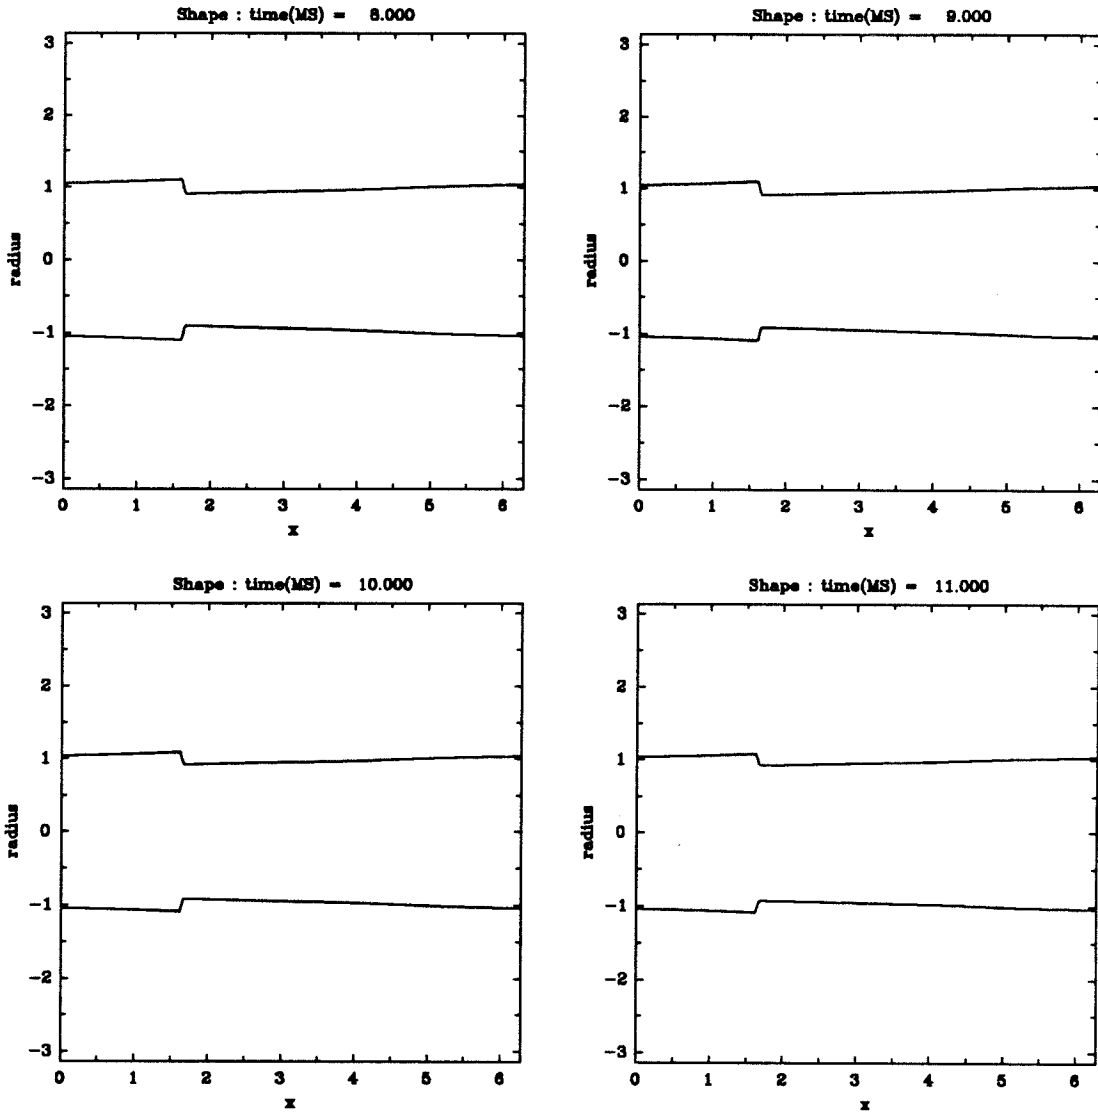 Shape : time(MS) = 8.000
3
2
1
0
-1
-2
-3
radius
0 1 2 3 4 5 6
x
Shape : time(MS) = 9.000
3
2
1
0
-1
-2
-3
radius
0 1 2 3 4 5 6
x
Shape : time(MS) = 10.000
3
2
1
0
-1
-2
-3
radius
0 1 2 3 4 5 6
x
Shape : time(MS) = 11.000
3
2
1
0
-1
-2
-3
radius
0 1 2 3 4 5 6
x